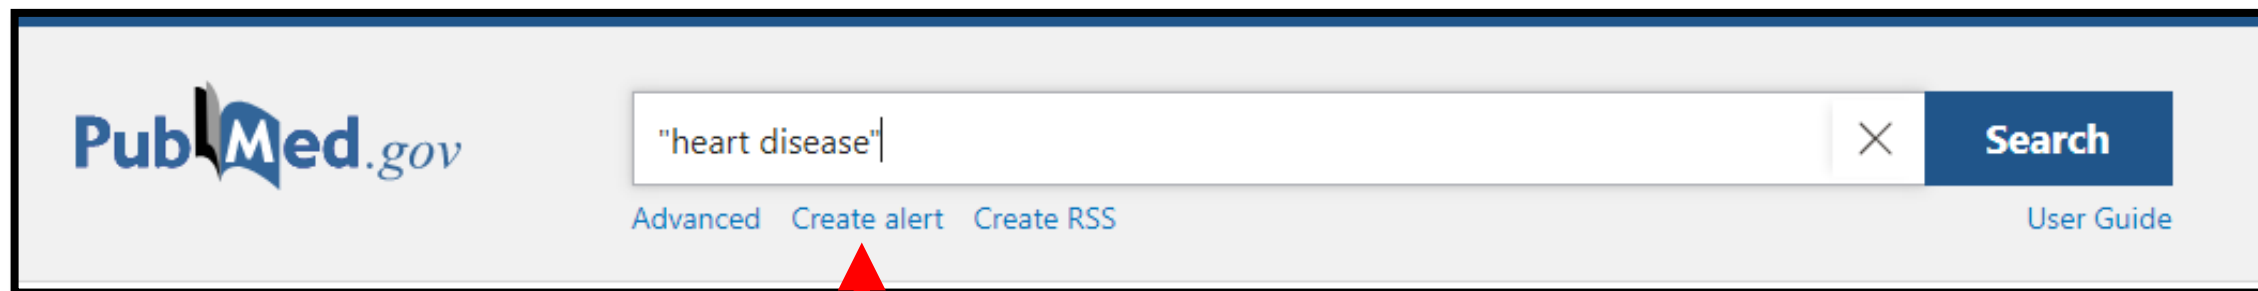 PubMed.gov
"heart disease"
Search
Advanced Create alert Create RSS
User Guide